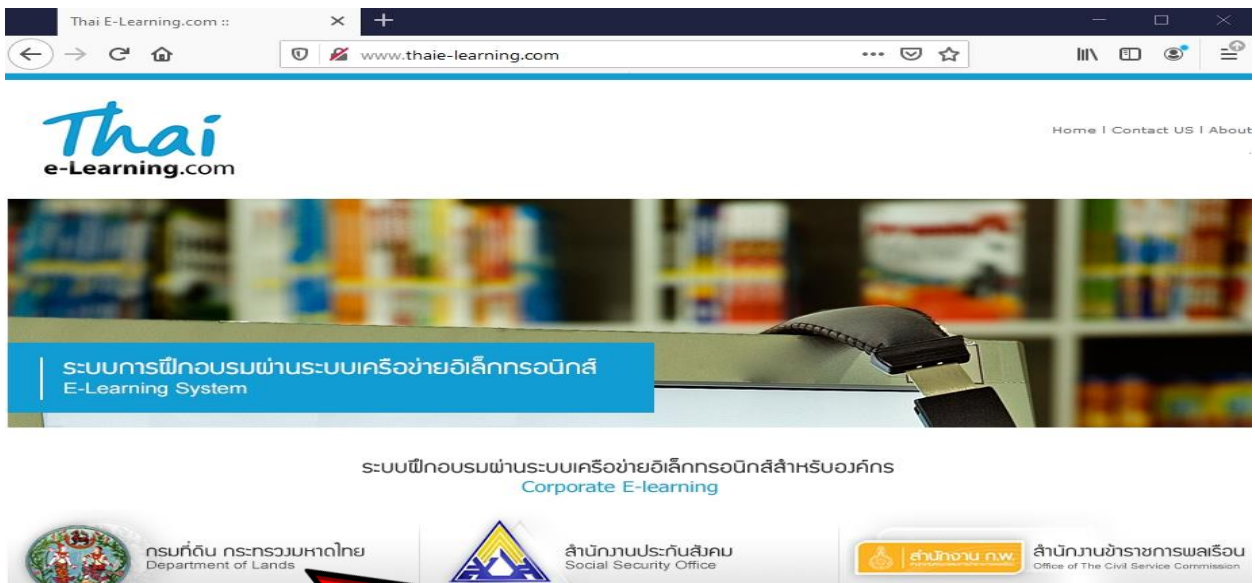 Thai E-Learning.com ::
www.thaie-learning.com
Thai
e-Learning.com
Home | Contact US | About
ระบบการฝึกอบรมผ่านระบบเครือข่ายอิเล็กทรอนิกส์
E-Learning System
ระบบฝึกอบรมผ่านระบบเครือข่ายอิเล็กทรอนิกส์สำหรับองค์กร
Corporate E-learning
กรมที่ดิน กระทรวงมหาดไทย
Department of Lands
สำนักงานประกันสังคม
Social Security Office
สำนักงาน ก.พ.
สำนักงานข้าราชการพลเรือน
Office of The Civil Service Commission